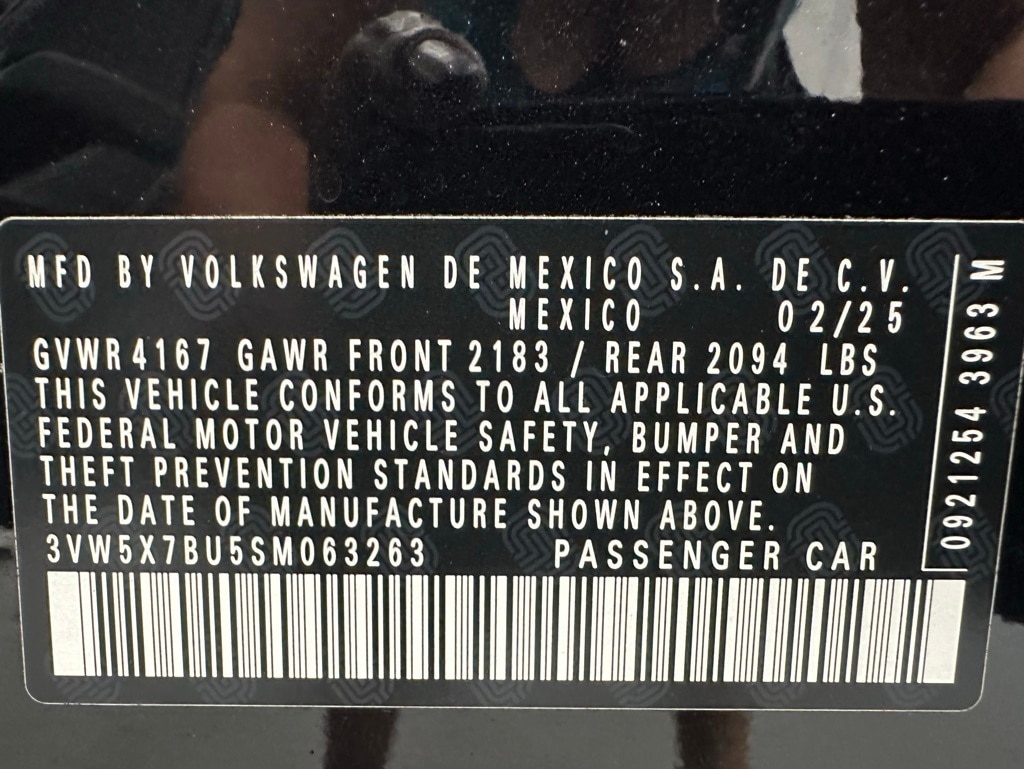 MFD BY VOLKSWAGEN DE MEXICO S.A. DE C.V.
MEXICO 02/25
GVWR 4167 GAWR FRONT 2183 / REAR 2094 LBS
THIS VEHICLE CONFORMS TO ALL APPLICABLE U.S.
FEDERAL MOTOR VEHICLE SAFETY, BUMPER AND
THEFT PREVENTION STANDARDS IN EFFECT ON
THE DATE OF MANUFACTURE SHOWN ABOVE.
3VW5X7BU5SM063263 PASSENGER CAR
0921254 3963 M